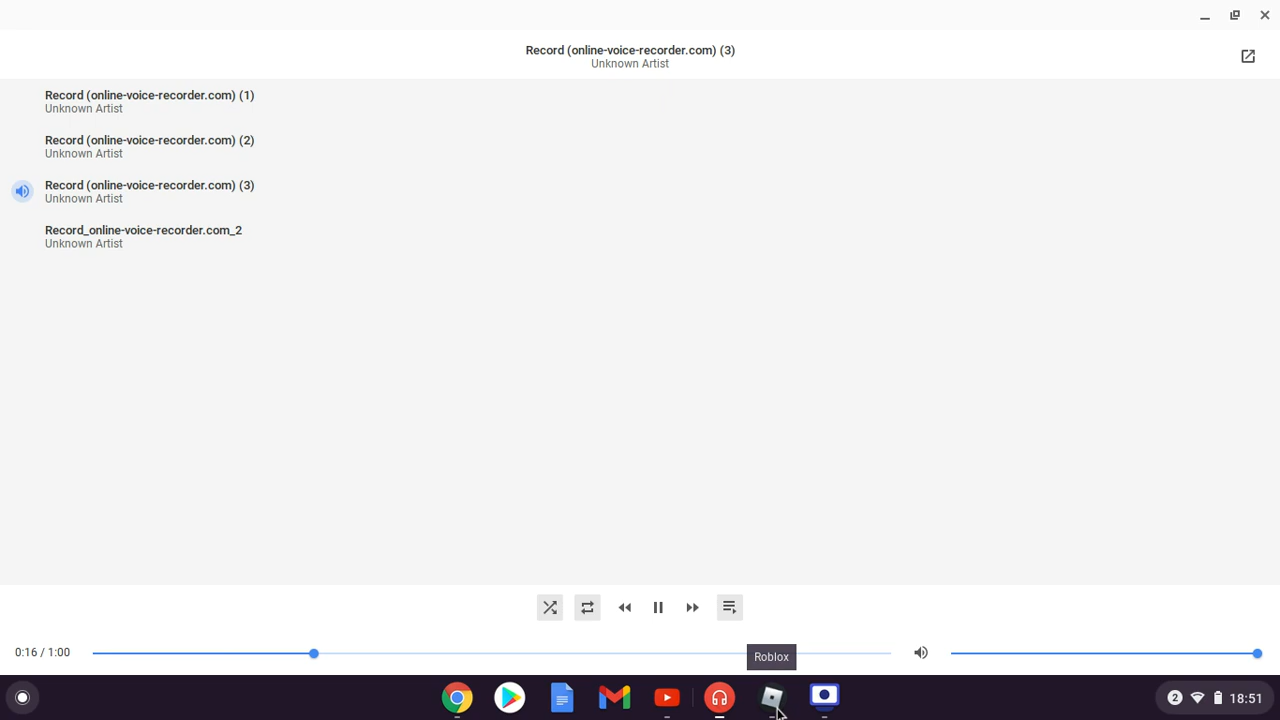 Record (online-voice-recorder.com) (3)
Unknown Artist
Record (online-voice-recorder.com) (1)
Unknown Artist
Record (online-voice-recorder.com) (2)
Unknown Artist
Record (online-voice-recorder.com) (3)
Unknown Artist
Record_online-voice-recorder.com_2
Unknown Artist
0:16 / 1:00
Roblox
2 18:51